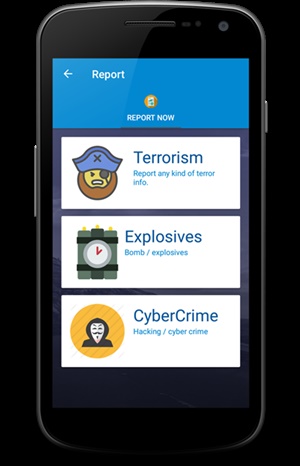 Report
REPORT NOW
Terrorism
Report any kind of terror
info.
Explosives
Bomb / explosives
CyberCrime
Hacking / cyber crime